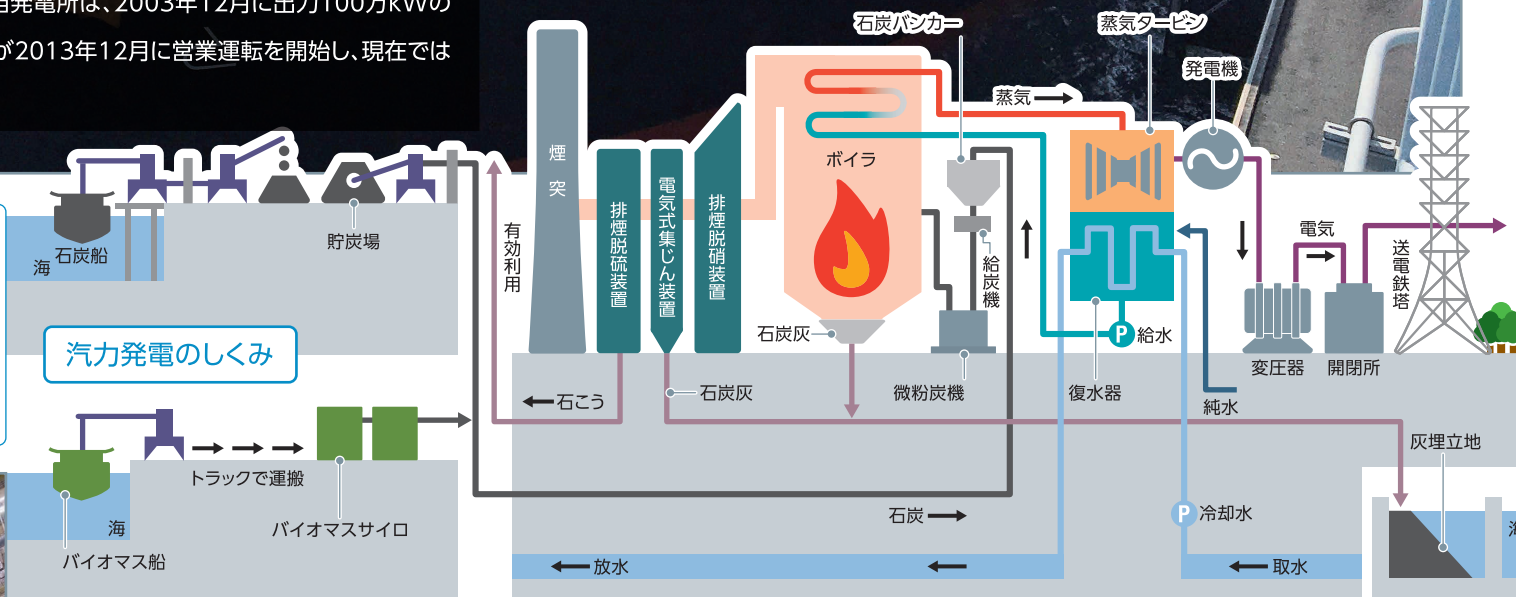 発電所は、2003年12月に出力100万kWの
が2013年12月に営業運転を開始し、現在では
石炭バンカー
蒸気タービン
発電機
蒸気
煙突
ボイラ
排煙脱硫装置
電気式集じん装置
排煙脱硝装置
有効利用
石炭船
海
貯炭場
給炭機
電気
送電鉄塔
汽力発電のしくみ
石炭灰
P
給水
石こう
石炭灰
微粉炭機
復水器
純水
変圧器
開閉所
灰埋立地
トラックで運搬
海
バイオマスサイロ
バイオマス船
石炭
P
冷却水
放水
取水